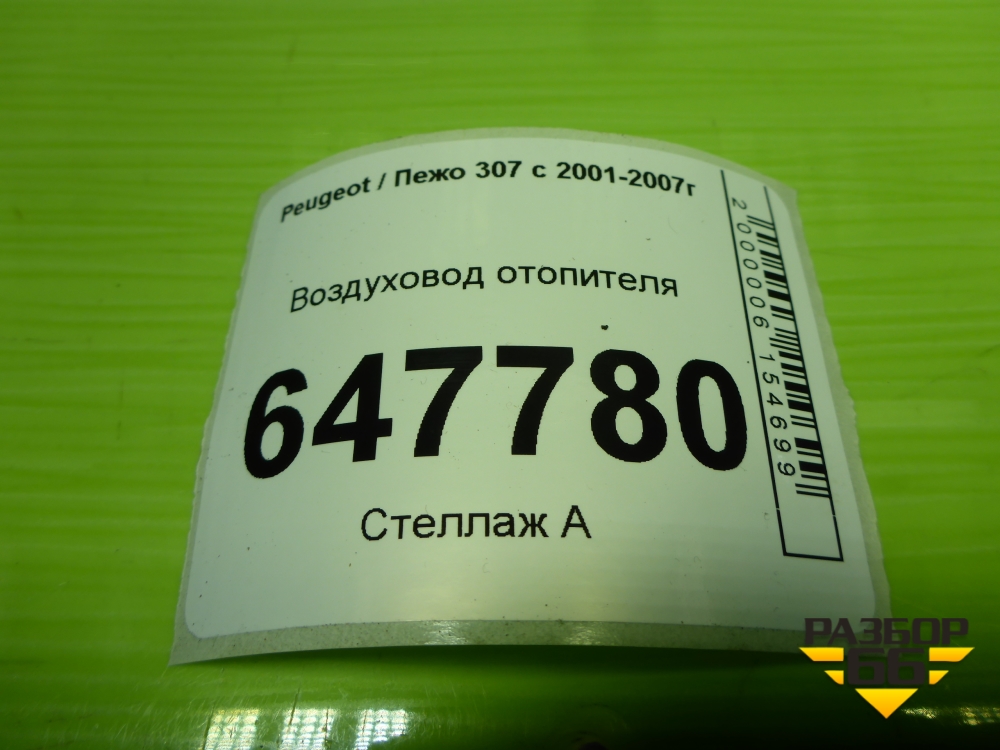 Peugeot / Пежо 307 с 2001-2007г
Воздуховод отопителя
647780
Стеллаж А
2000006154699
РАЗБОР
66